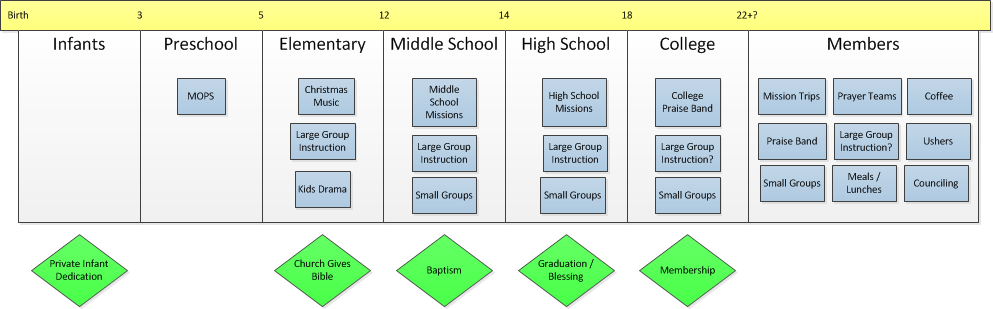 Birth 3 5 12 14 18 22+?
Infants
Preschool
Elementary
Middle School
High School
College
Members
MOPS
Christmas
Music
Large Group
Instruction
Kids Drama
Middle
School
Missions
Large Group
Instruction
Small Groups
High School
Missions
Large Group
Instruction
Small Groups
College
Praise Band
Large Group
Instruction?
Small Groups
Mission Trips
Prayer Teams
Coffee
Praise Band
Large Group
Instruction?
Ushers
Small Groups
Meals /
Lunches
Counciling
Private Infant
Dedication
Church Gives
Bible
Baptism
Graduation /
Blessing
Membership